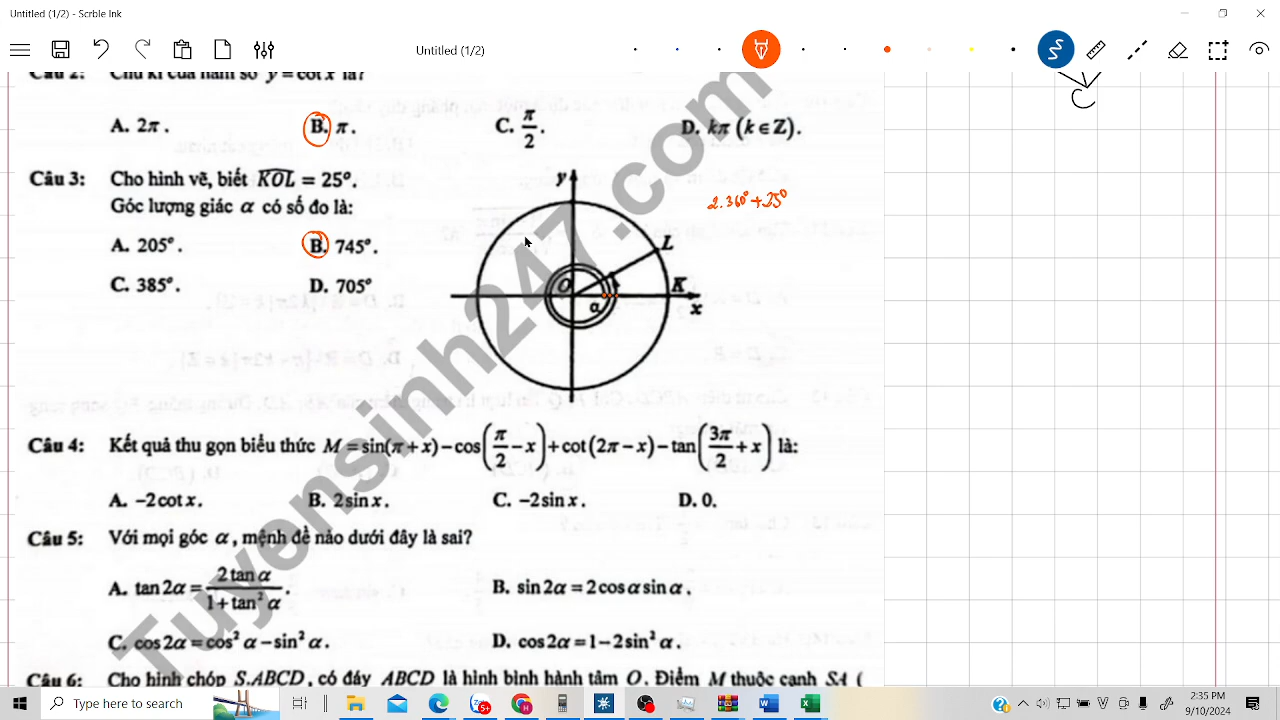 Untitled (1/2) - Scrble Ink
Untitled (1/2)
C
Câu 2: Chu kì của hàm số y = cot x là?
A. 2π. B. π. C. π/2. D. kπ (k ∈ Z).
Câu 3: Cho hình vẽ, biết KOL = 25°.
Góc lượng giác α có số đo là:
A. 205°. B. 745°.
C. 385°. D. 705°
2.360° + 25°
y
L
O
K
α
x
Câu 4: Kết quả thu gọn biểu thức M = sin(π + x) − cos(π/2 − x) + cot(2π − x) − tan(3π/2 + x) là:
A. −2cot x. B. 2sin x. C. −2sin x. D. 0.
Câu 5: Với mọi góc α, mệnh đề nào dưới đây là sai?
A. tan 2α = 2tan α / 1 + tan² α. B. sin 2α = 2cos α sin α.
C. cos 2α = cos² α − sin² α. D. cos 2α = 1 − 2sin² α.
Câu 6: Cho hình chóp S.ABCD, có đáy ABCD là hình bình hành tâm O. Điểm M thuộc cạnh SA (
Tuyensinh247.com
Type here to search
2:35 PM
9/10/2024